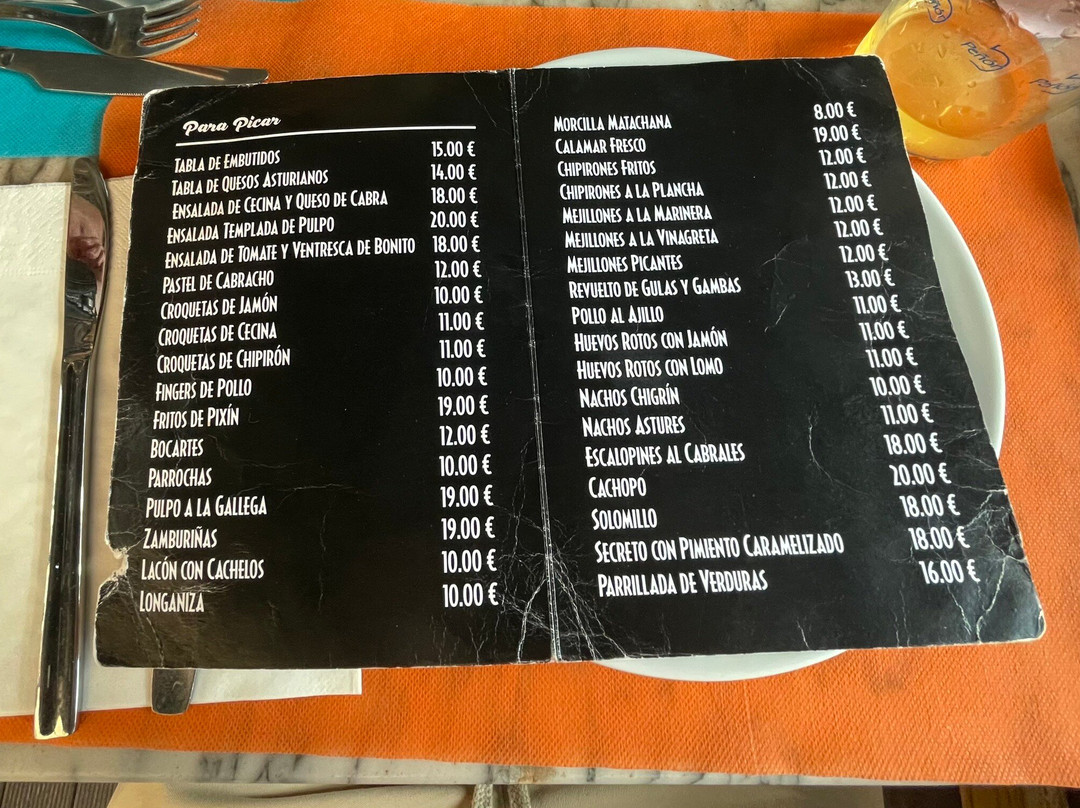 Para Picar
Tabla de Embutidos 15.00 €
Tabla de Quesos Asturianos 14.00 €
Ensalada de Cecina y Queso de Cabra 18.00 €
Ensalada Templada de Pulpo 20.00 €
Ensalada de Tomate y Ventresca de Bonito 18.00 €
Pastel de Cabracho 12.00 €
Croquetas de Jamón 10.00 €
Croquetas de Cecina 11.00 €
Croquetas de Chipirón 11.00 €
Fingers de Pollo 10.00 €
Fritos de Pixín 19.00 €
Bocartes 12.00 €
Parrochas 10.00 €
Pulpo a la Gallega 19.00 €
Zamburiñas 19.00 €
Lacón con Cachelos 10.00 €
Longaniza 10.00 €
Morcilla Matachana 8.00 €
Calamar Fresco 19.00 €
Chipirones Fritos 12.00 €
Chipirones a la Plancha 12.00 €
Mejillones a la Marinera 12.00 €
Mejillones a la Vinagreta 12.00 €
Mejillones Picantes 12.00 €
Revuelto de Gulas y Gambas 13.00 €
Pollo al Ajillo 11.00 €
Huevos Rotos con Jamón 11.00 €
Huevos Rotos con Lomo 11.00 €
Nachos Chigrín 10.00 €
Nachos Astures 11.00 €
Escalopines al Cabrales 18.00 €
Cachopo 20.00 €
Solomillo 18.00 €
Secreto con Pimiento Caramelizado 18.00 €
Parrillada de Verduras 16.00 €